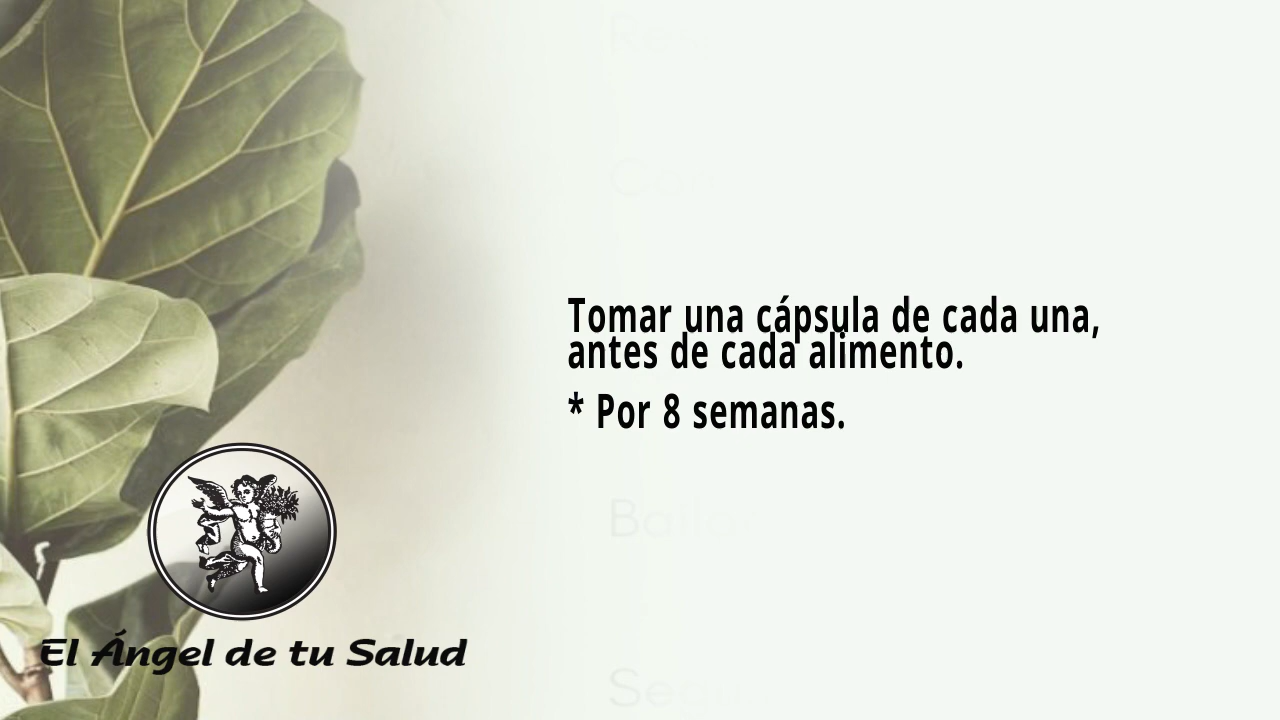 Tomar una cápsula de cada una,
antes de cada alimento.
* Por 8 semanas.
El Ángel de tu Salud